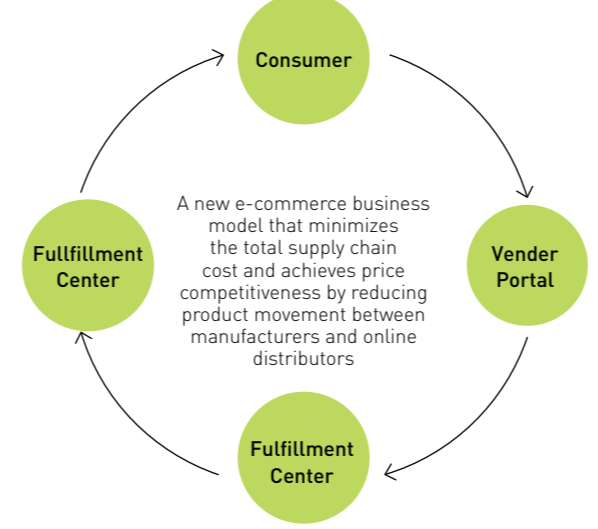 Consumer
A new e-commerce business
model that minimizes
the total supply chain
cost and achieves price
competitiveness by reducing
product movement between
manufacturers and online
distributors
Fullfillment
Center
Vender
Portal
Fulfillment
Center